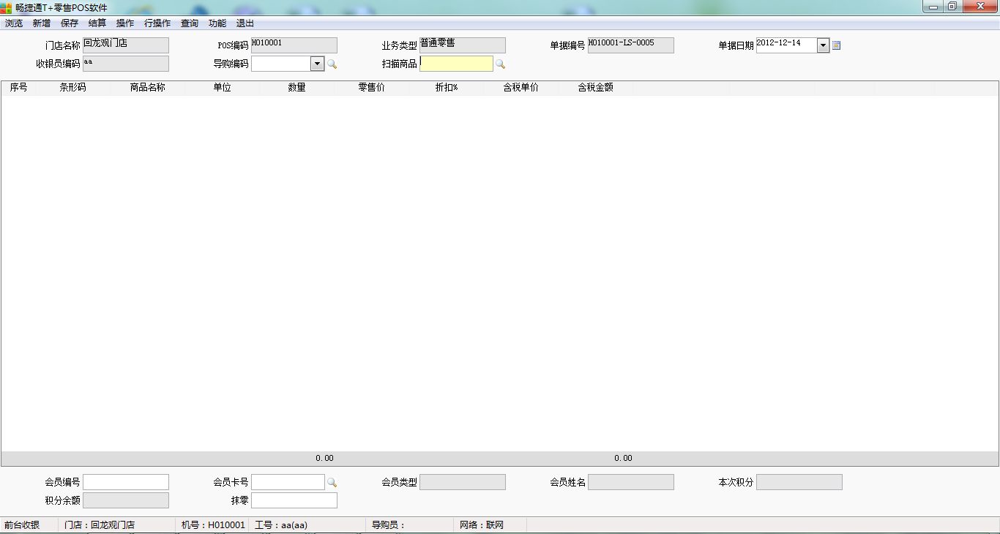 畅捷通T+零售POS软件
浏览 新增 保存 结算 操作 行操作 查询 功能 退出
门店名称 回龙观门店 POS编码 H010001 业务类型 普通零售 单据编号 H010001-LS-0005 单据日期 2012-12-14
收银员编码 aa 导购编码 扫描商品
序号 条形码 商品名称 单位 数量 零售价 折扣% 含税单价 含税金额
0.00 0.00
会员编号 会员卡号 会员类型 会员姓名 本次积分
积分余额 抹零
前台收银 门店：回龙观门店 机号：H010001 工号：aa(aa) 导购员： 网络：联网